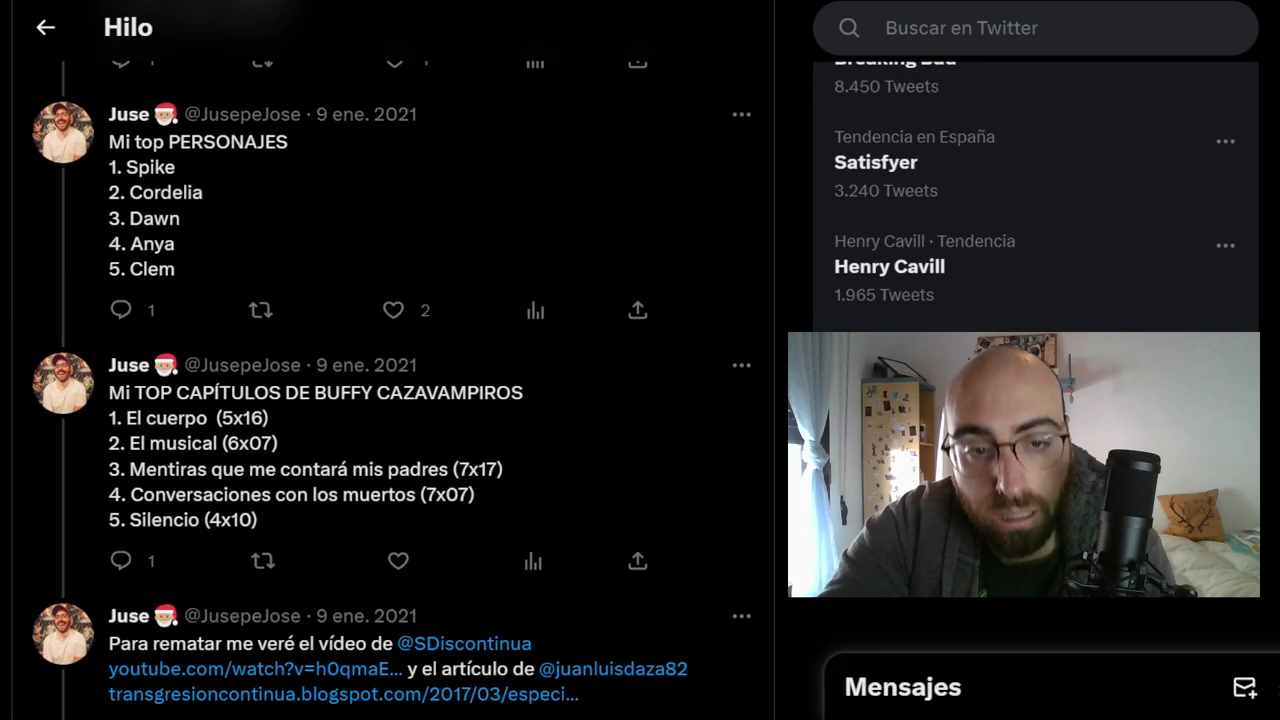 Hilo
Juse @JusepeJose · 9 ene. 2021
Mi top PERSONAJES
1. Spike
2. Cordelia
3. Dawn
4. Anya
5. Clem
1
2
Juse @JusepeJose · 9 ene. 2021
Mi TOP CAPÍTULOS DE BUFFY CAZAVAMPIROS
1. El cuerpo (5x16)
2. El musical (6x07)
3. Mentiras que me contará mis padres (7x17)
4. Conversaciones con los muertos (7x07)
5. Silencio (4x10)
1
Juse @JusepeJose · 9 ene. 2021
Para rematar me veré el vídeo de @SDiscontinua
youtube.com/watch?v=h0qmaE... y el artículo de @juanluisdaza82
transgresioncontinua.blogspot.com/2017/03/especi...
Buscar en Twitter
Breaking Bad
8.450 Tweets
Tendencia en España
Satisfyer
3.240 Tweets
Henry Cavill · Tendencia
Henry Cavill
1.965 Tweets
Mensajes